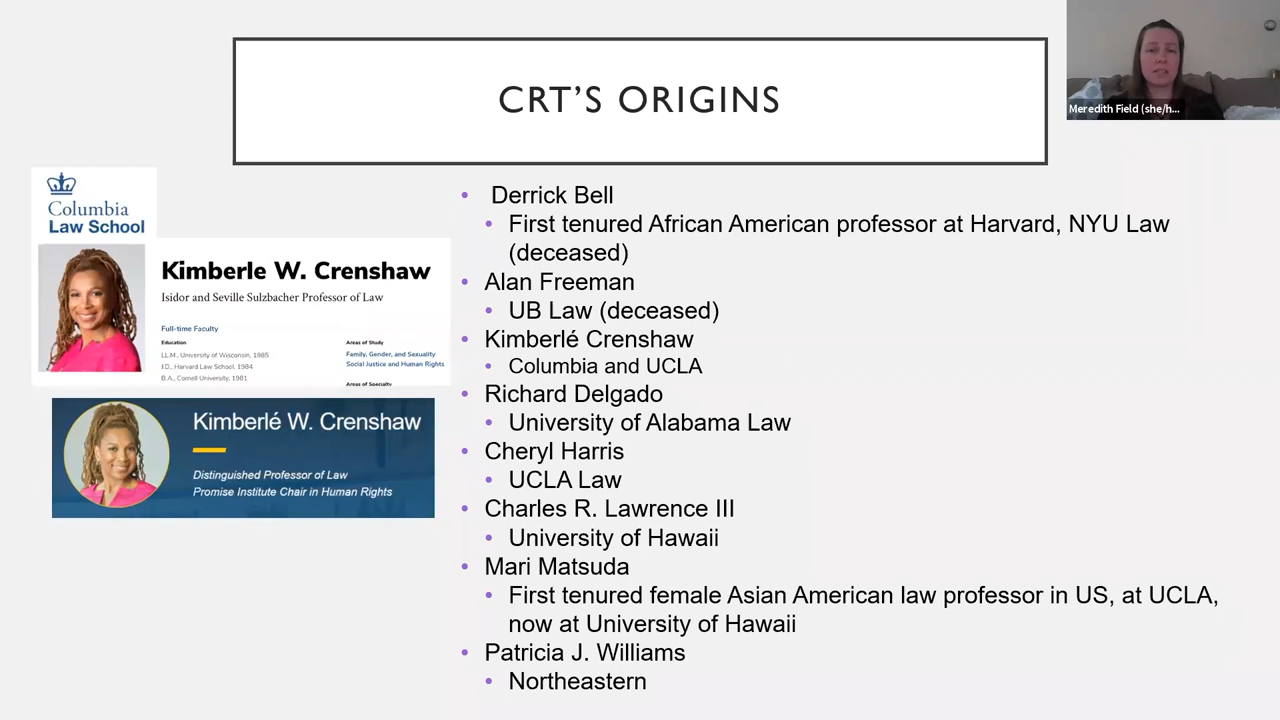 CRT'S ORIGINS
Meredith Field (she/h...
Columbia
Law School
Kimberle W. Crenshaw
Isidor and Seville Sulzbacher Professor of Law
Full-time Faculty
Education
LL.M., University of Wisconsin, 1985
J.D., Harvard Law School, 1984
B.A., Cornell University, 1981
Areas of Study
Family, Gender, and Sexuality
Social Justice and Human Rights
Areas of Specialty
Kimberlé W. Crenshaw
Distinguished Professor of Law
Promise Institute Chair in Human Rights
• Derrick Bell
• First tenured African American professor at Harvard, NYU Law
(deceased)
• Alan Freeman
• UB Law (deceased)
• Kimberlé Crenshaw
• Columbia and UCLA
• Richard Delgado
• University of Alabama Law
• Cheryl Harris
• UCLA Law
• Charles R. Lawrence III
• University of Hawaii
• Mari Matsuda
• First tenured female Asian American law professor in US, at UCLA,
now at University of Hawaii
• Patricia J. Williams
• Northeastern